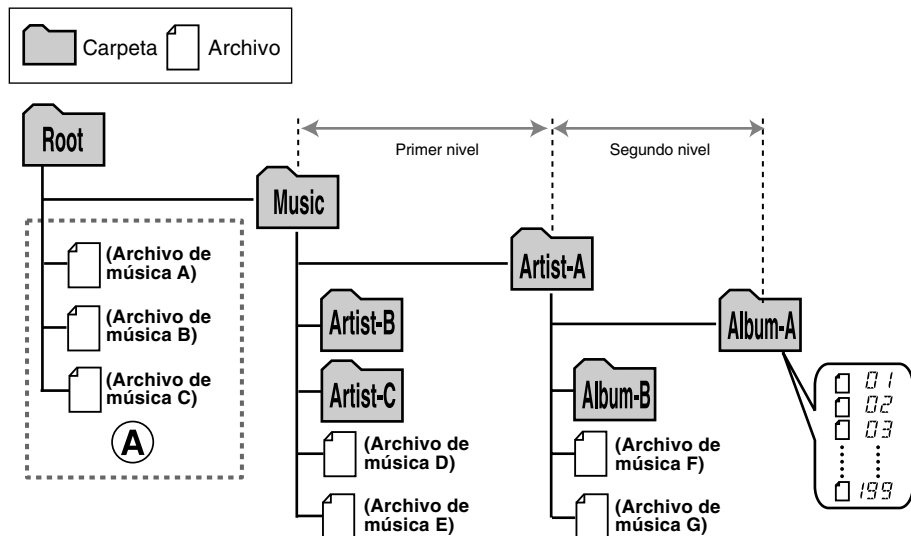 Carpeta
Archivo
Root
Primer nivel
Segundo nivel
Music
(Archivo de
música A)
(Archivo de
música B)
(Archivo de
música C)
A
Artist-A
Artist-B
Artist-C
(Archivo de
música D)
(Archivo de
música E)
Album-A
Album-B
(Archivo de
música F)
(Archivo de
música G)
01
02
03
199